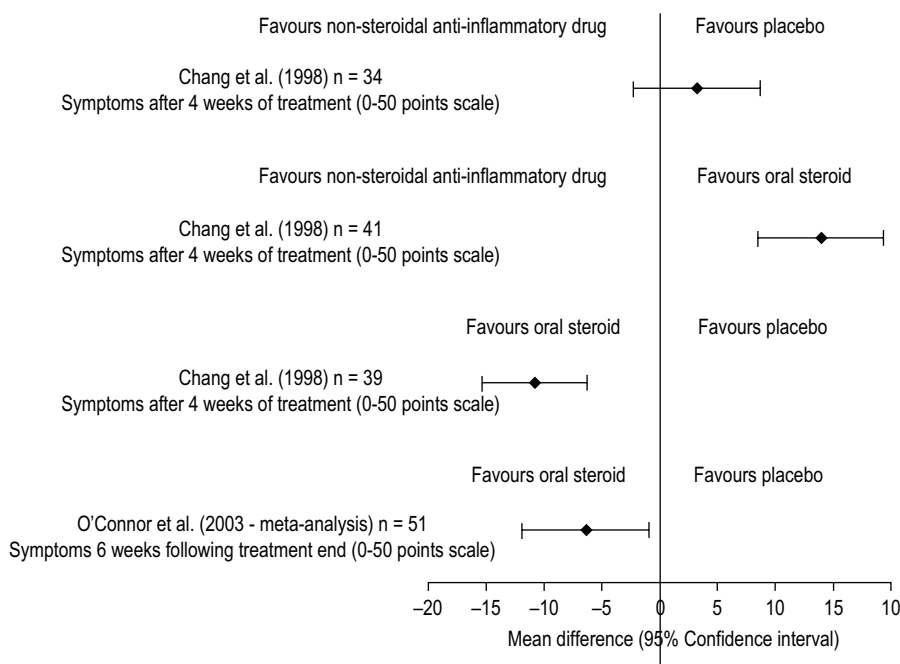 Favours non-steroidal anti-inflammatory drug Favours placebo
Chang et al. (1998) n = 34
Symptoms after 4 weeks of treatment (0-50 points scale)
Favours non-steroidal anti-inflammatory drug Favours oral steroid
Chang et al. (1998) n = 41
Symptoms after 4 weeks of treatment (0-50 points scale)
Favours oral steroid Favours placebo
Chang et al. (1998) n = 39
Symptoms after 4 weeks of treatment (0-50 points scale)
Favours oral steroid Favours placebo
O'Connor et al. (2003 - meta-analysis) n = 51
Symptoms 6 weeks following treatment end (0-50 points scale)
–20 –15 –10 –5 0 5 10 15 10
Mean difference (95% Confidence interval)